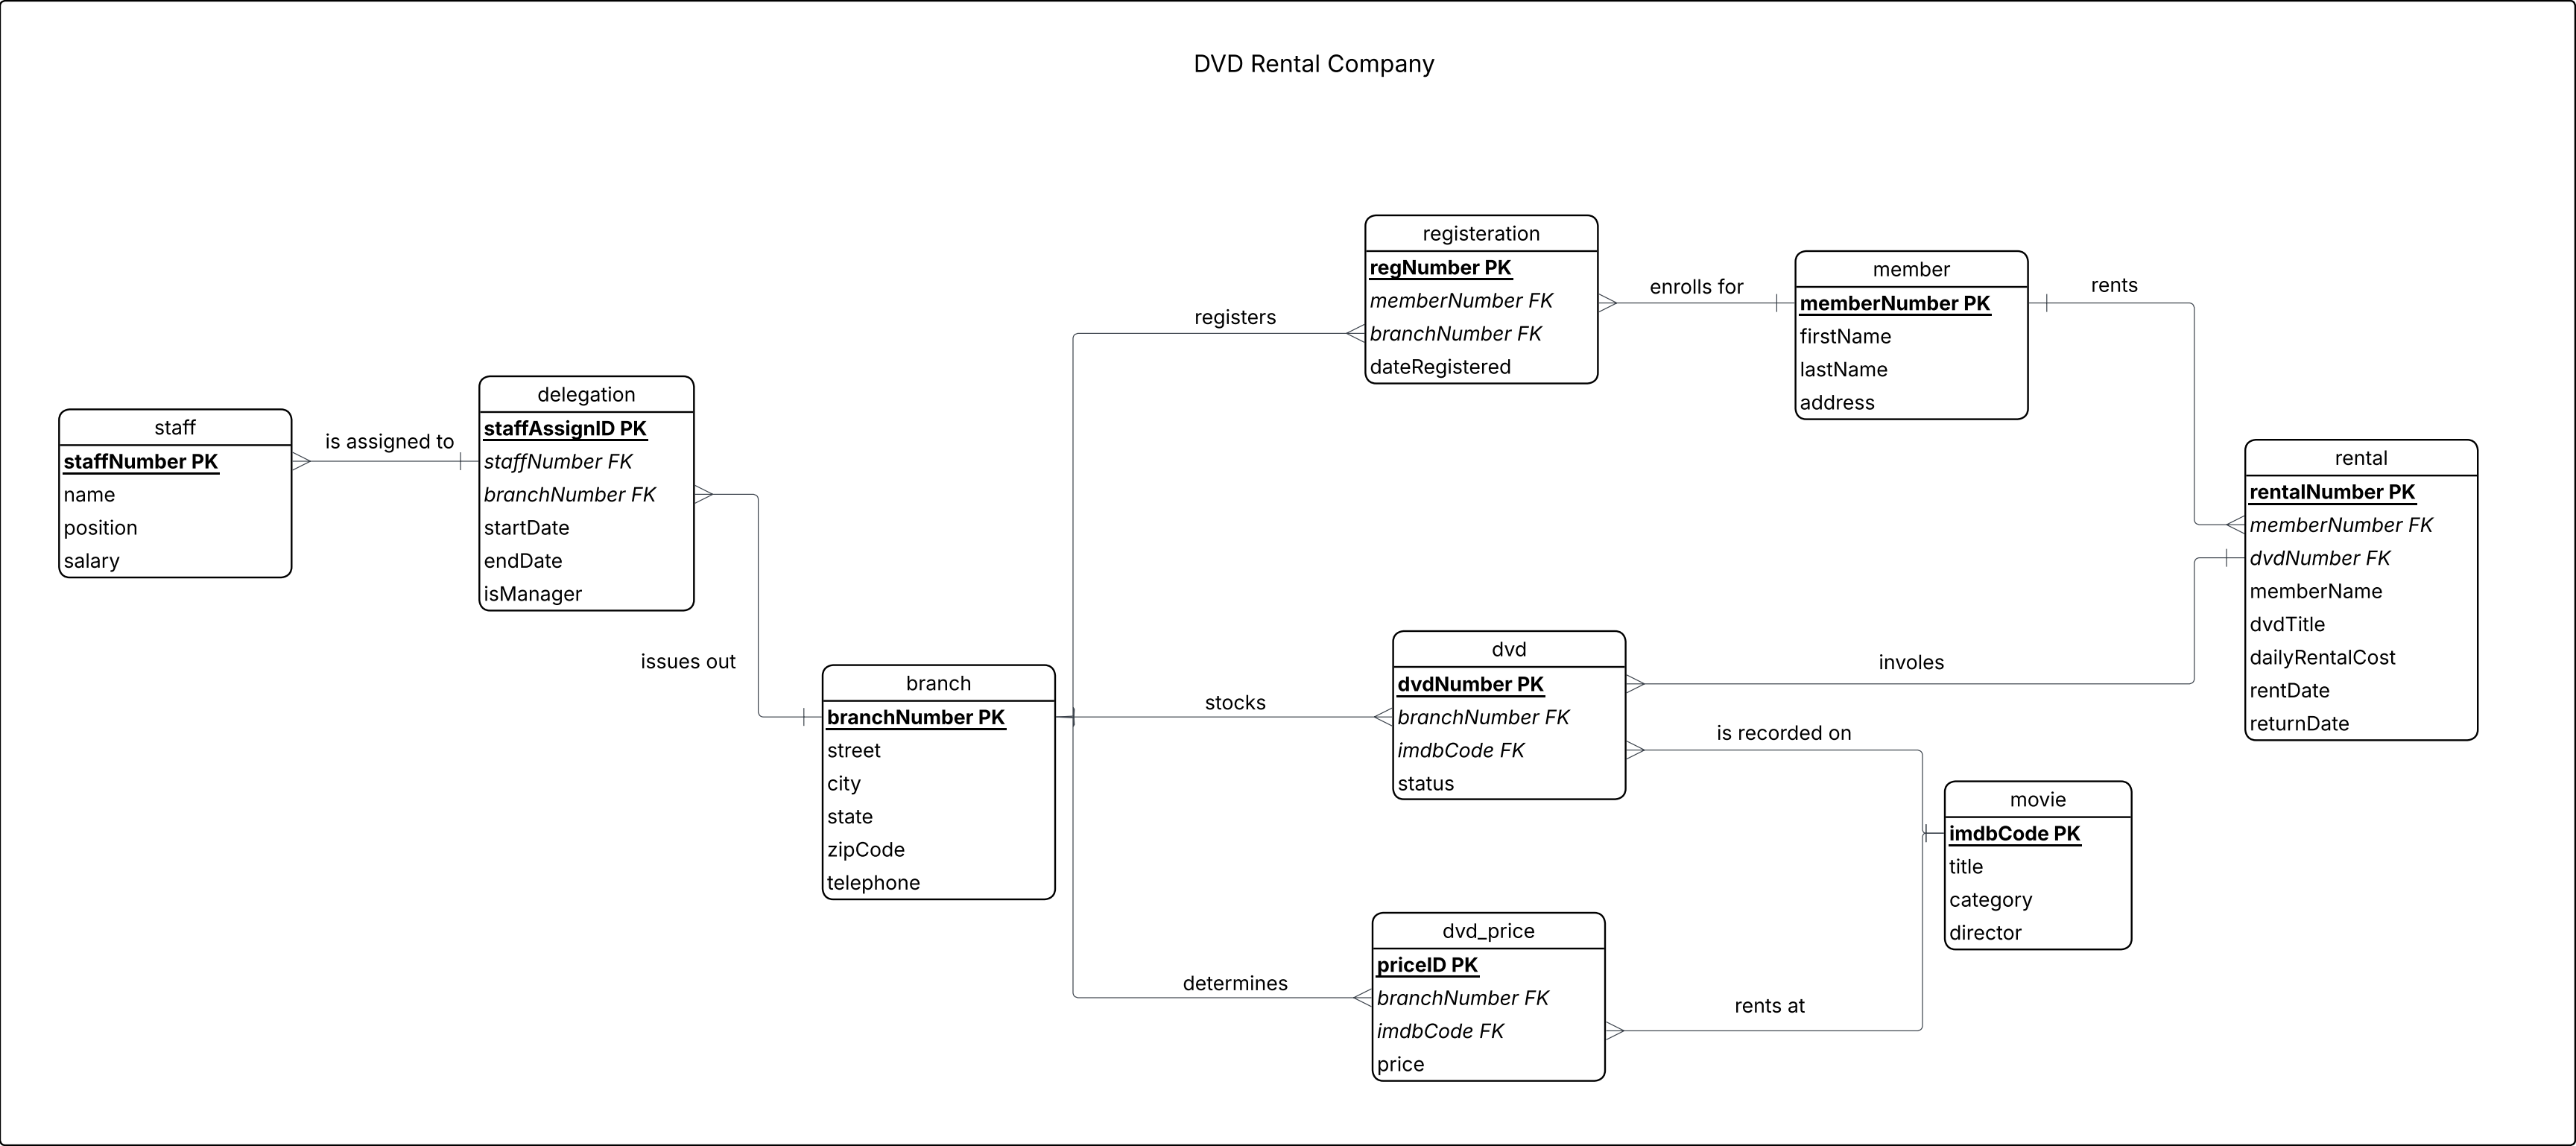 DVD Rental Company
staff
staffNumber PK
name
position
salary
is assigned to
delegation
staffAssignID PK
staffNumber FK
branchNumber FK
startDate
endDate
isManager
issues out
branch
branchNumber PK
street
city
state
zipCode
telephone
registers
registeration
regNumber PK
memberNumber FK
branchNumber FK
dateRegistered
enrolls for
member
memberNumber PK
firstName
lastName
address
rents
rental
rentalNumber PK
memberNumber FK
dvdNumber FK
memberName
dvdTitle
dailyRentalCost
rentDate
returnDate
stocks
dvd
dvdNumber PK
branchNumber FK
imdbCode FK
status
involes
is recorded on
movie
imdbCode PK
title
category
director
determines
dvd_price
priceID PK
branchNumber FK
imdbCode FK
price
rents at